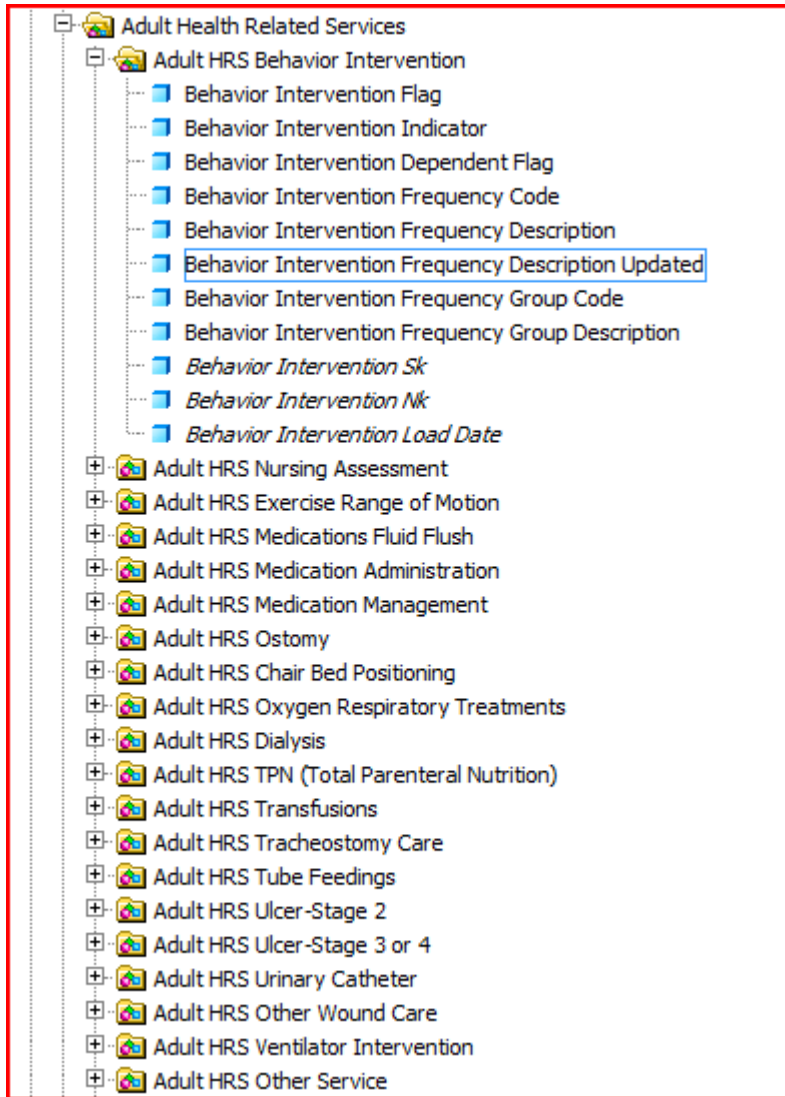 Adult Health Related Services
Adult HRS Behavior Intervention
Behavior Intervention Flag
Behavior Intervention Indicator
Behavior Intervention Dependent Flag
Behavior Intervention Frequency Code
Behavior Intervention Frequency Description
Behavior Intervention Frequency Description Updated
Behavior Intervention Frequency Group Code
Behavior Intervention Frequency Group Description
Behavior Intervention Sk
Behavior Intervention Nk
Behavior Intervention Load Date
Adult HRS Nursing Assessment
Adult HRS Exercise Range of Motion
Adult HRS Medications Fluid Flush
Adult HRS Medication Administration
Adult HRS Medication Management
Adult HRS Ostomy
Adult HRS Chair Bed Positioning
Adult HRS Oxygen Respiratory Treatments
Adult HRS Dialysis
Adult HRS TPN (Total Parenteral Nutrition)
Adult HRS Transfusions
Adult HRS Tracheostomy Care
Adult HRS Tube Feedings
Adult HRS Ulcer-Stage 2
Adult HRS Ulcer-Stage 3 or 4
Adult HRS Urinary Catheter
Adult HRS Other Wound Care
Adult HRS Ventilator Intervention
Adult HRS Other Service